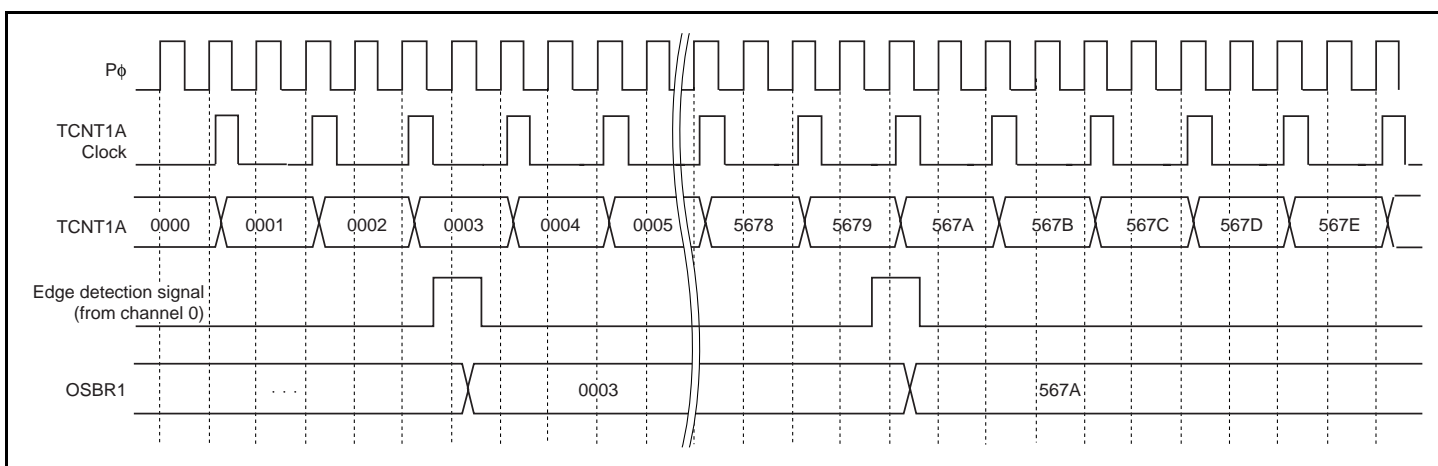 Pϕ
TCNT1A
Clock
TCNT1A 0000 0001 0002 0003 0004 0005 5678 5679 567A 567B 567C 567D 567E
Edge detection signal
(from channel 0)
OSBR1 . . . 0003 567A